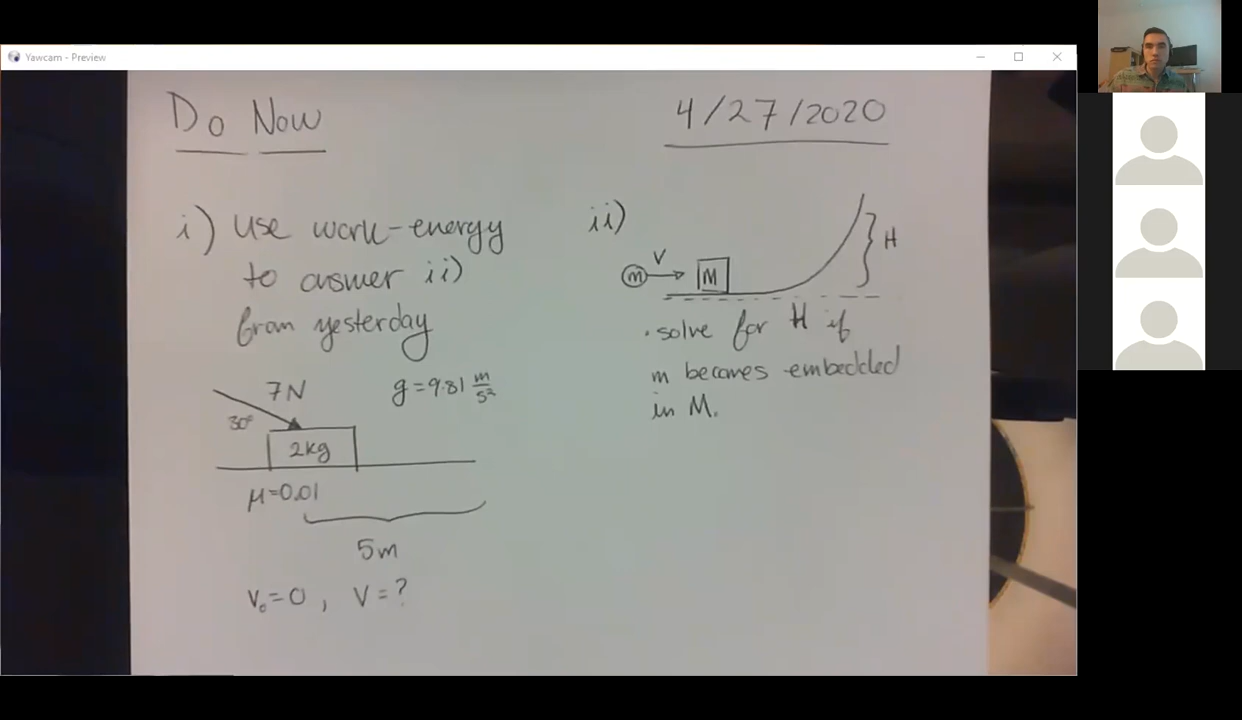 Yawcam - Preview
Do Now
4/27/2020
i) Use work-energy
to answer ii)
from yesterday
7N
g = 9.81 m/s²
30°
2kg
μ=0.01
5m
V₀=0, V=?
ii)
m
V
M
H
• solve for H if
m becomes embedded
in M.